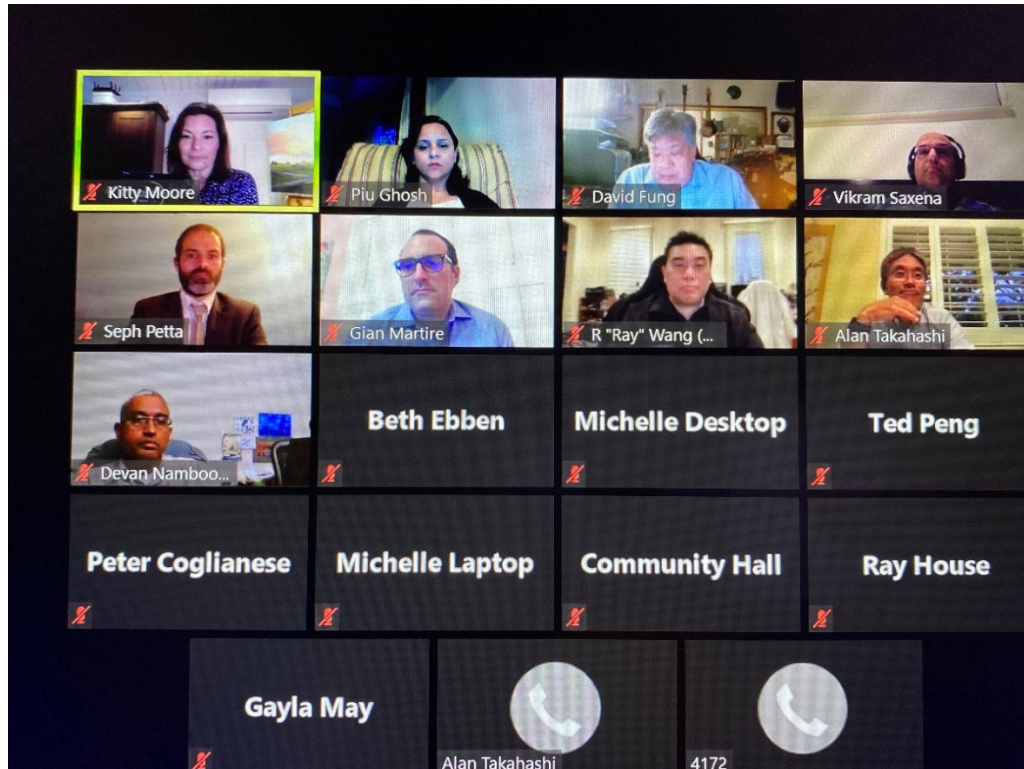 Kitty Moore
Piu Ghosh
David Fung
Vikram Saxena
Seph Petta
Gian Martire
R "Ray" Wang (...
Alan Takahashi
Devan Namboo...
Beth Ebben
Michelle Desktop
Ted Peng
Peter Coglianese
Michelle Laptop
Community Hall
Ray House
Gayla May
Alan Takahashi
4172